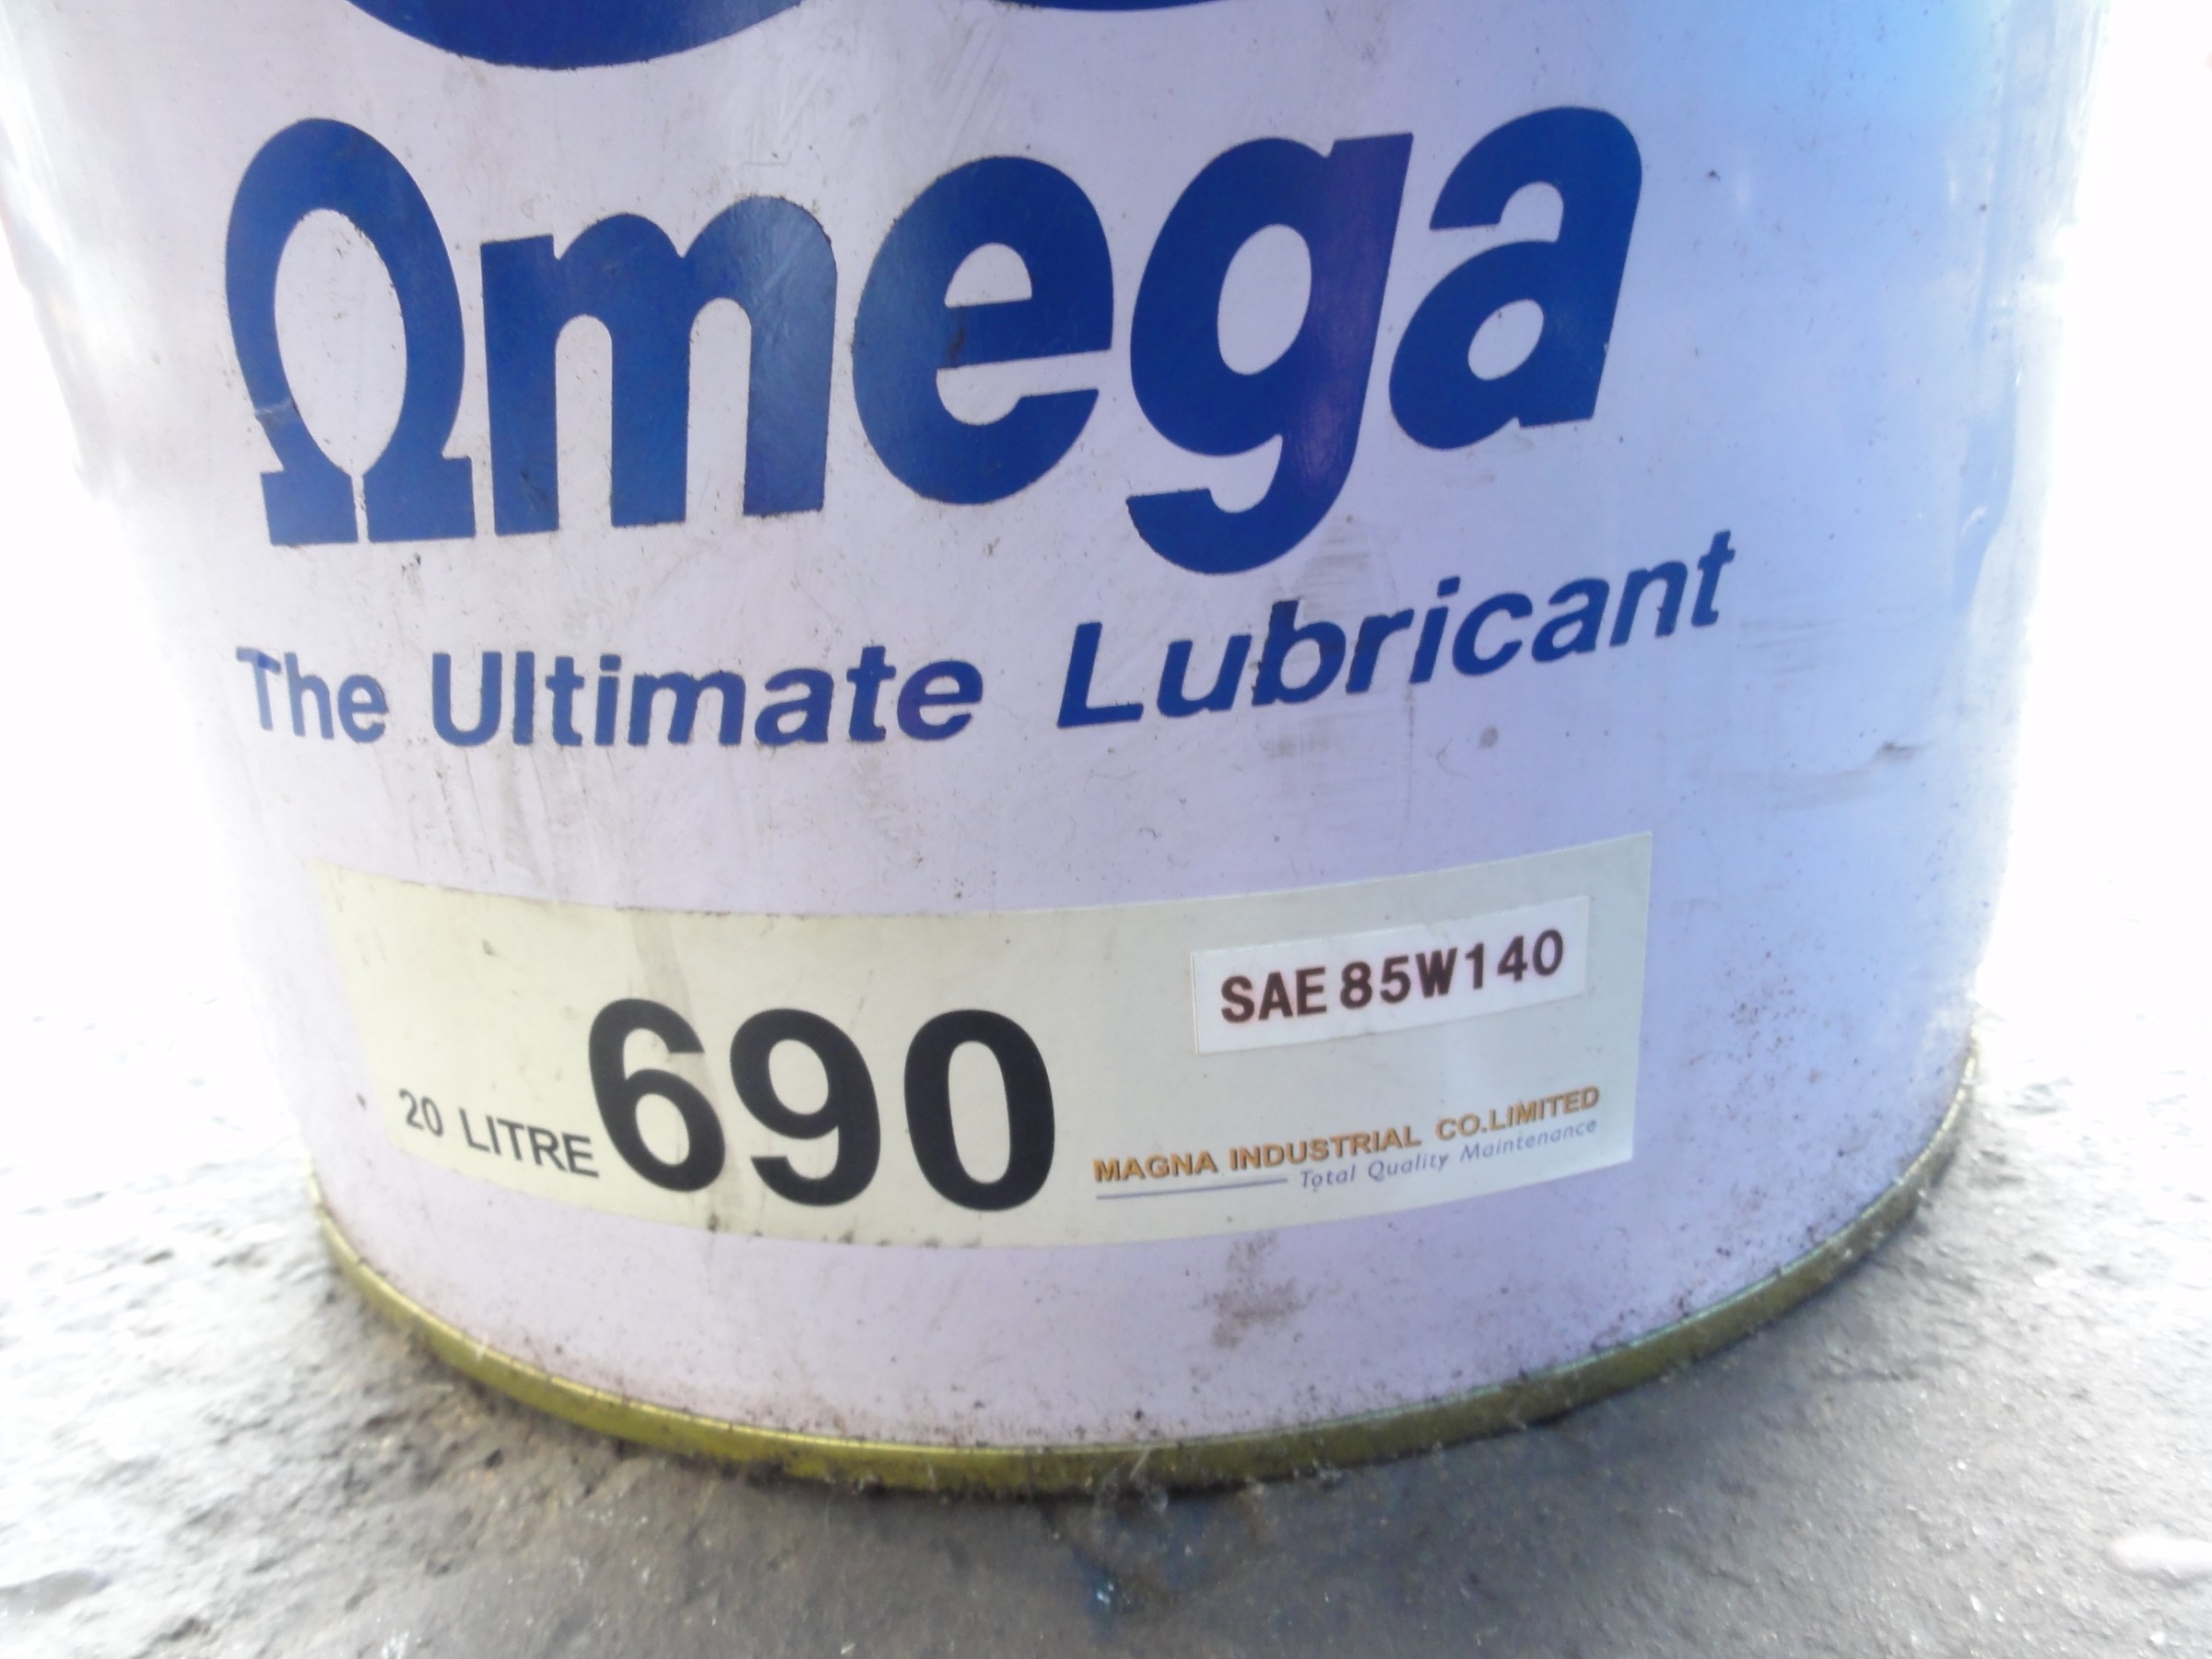 Ωmega
The Ultimate Lubricant
SAE 85W140
20 LITRE 690
MAGNA INDUSTRIAL CO.LIMITED
Total Quality Maintenance